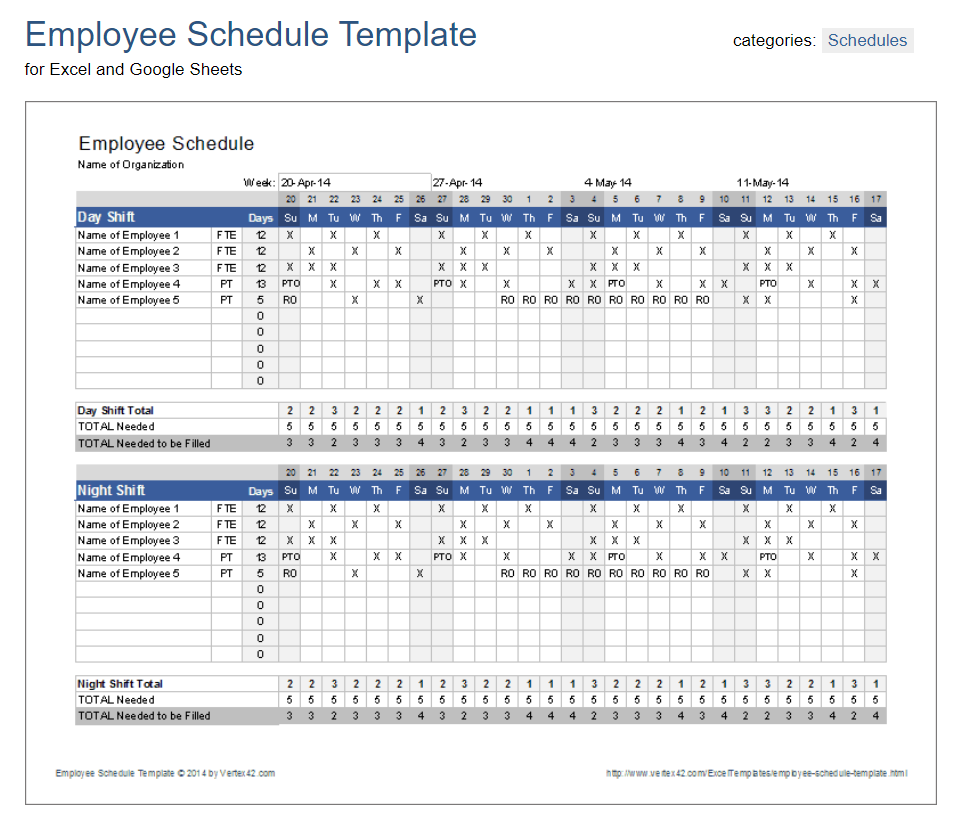 Employee Schedule Template
categories: Schedules
for Excel and Google Sheets
Employee Schedule
Name of Organization
Week: 20-Apr-14 27-Apr-14 4-May-14 11-May-14
20 21 22 23 24 25 26 27 28 29 30 1 2 3 4 5 6 7 8 9 10 11 12 13 14 15 16 17
Day Shift Days Su M Tu W Th F Sa Su M Tu W Th F Sa Su M Tu W Th F Sa Su M Tu W Th F Sa
Name of Employee 1 FTE 12 X X X X X X X X X X X X
Name of Employee 2 FTE 12 X X X X X X X X X X X X
Name of Employee 3 FTE 12 X X X X X X X X X X X X
Name of Employee 4 PT 13 PTO X X X PTO X X X X PTO X X X PTO X X X
Name of Employee 5 PT 5 RO X X RO RO RO RO RO RO RO RO RO RO X X X
0
0
0
0
0
Day Shift Total 2 2 3 2 2 2 1 2 3 2 2 1 1 1 3 2 2 2 1 2 1 3 3 2 2 1 3 1
TOTAL Needed 5 5 5 5 5 5 5 5 5 5 5 5 5 5 5 5 5 5 5 5 5 5 5 5 5 5 5 5
TOTAL Needed to be Filled 3 3 2 3 3 3 4 3 2 3 3 4 4 4 2 3 3 3 4 3 4 2 2 3 3 4 2 4
20 21 22 23 24 25 26 27 28 29 30 1 2 3 4 5 6 7 8 9 10 11 12 13 14 15 16 17
Night Shift Days Su M Tu W Th F Sa Su M Tu W Th F Sa Su M Tu W Th F Sa Su M Tu W Th F Sa
Name of Employee 1 FTE 12 X X X X X X X X X X X X
Name of Employee 2 FTE 12 X X X X X X X X X X X X
Name of Employee 3 FTE 12 X X X X X X X X X X X X
Name of Employee 4 PT 13 PTO X X X PTO X X X X PTO X X X PTO X X X
Name of Employee 5 PT 5 RO X X RO RO RO RO RO RO RO RO RO RO X X X
0
0
0
0
0
Night Shift Total 2 2 3 2 2 2 1 2 3 2 2 1 1 1 3 2 2 2 1 2 1 3 3 2 2 1 3 1
TOTAL Needed 5 5 5 5 5 5 5 5 5 5 5 5 5 5 5 5 5 5 5 5 5 5 5 5 5 5 5 5
TOTAL Needed to be Filled 3 3 2 3 3 3 4 3 2 3 3 4 4 4 2 3 3 3 4 3 4 2 2 3 3 4 2 4
Employee Schedule Template © 2014 by Vertex42.com http://www.vertex42.com/ExcelTemplates/employee-schedule-template.html